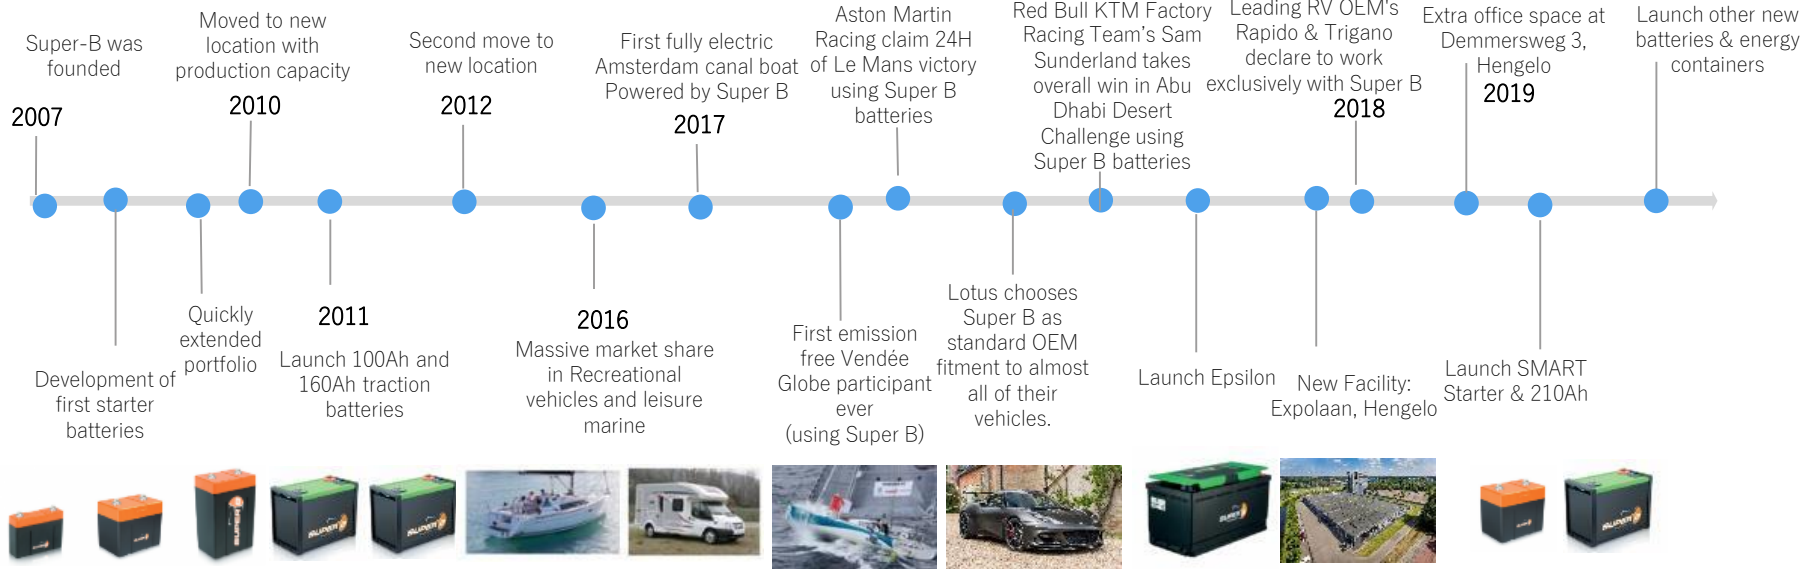 Super-B was
founded
2007
Development of
first starter
batteries
Quickly
extended
portfolio
Moved to new
location with
production capacity
2010
2011
Launch 100Ah and
160Ah traction
batteries
Second move to
new location
2012
2016
Massive market share
in Recreational
vehicles and leisure
marine
First fully electric
Amsterdam canal boat
Powered by Super B
2017
First emission
free Vendée
Globe participant
ever
(using Super B)
Aston Martin
Racing claim 24H
of Le Mans victory
using Super B
batteries
Lotus chooses
Super B as
standard OEM
fitment to almost
all of their
vehicles.
Red Bull KTM Factory
Racing Team's Sam
Sunderland takes
overall win in Abu
Dhabi Desert
Challenge using
Super B batteries
Launch Epsilon
New Facility:
Expolaan, Hengelo
Leading RV OEM's
Rapido & Trigano
declare to work
exclusively with Super B
2018
Extra office space at
Demmersweg 3,
Hengelo
2019
Launch SMART
Starter & 210Ah
Launch other new
batteries & energy
containers